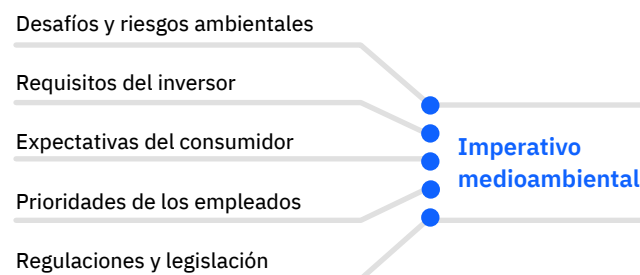 Desafíos y riesgos ambientales
Requisitos del inversor
Expectativas del consumidor
Prioridades de los empleados
Regulaciones y legislación
Imperativo
medioambiental